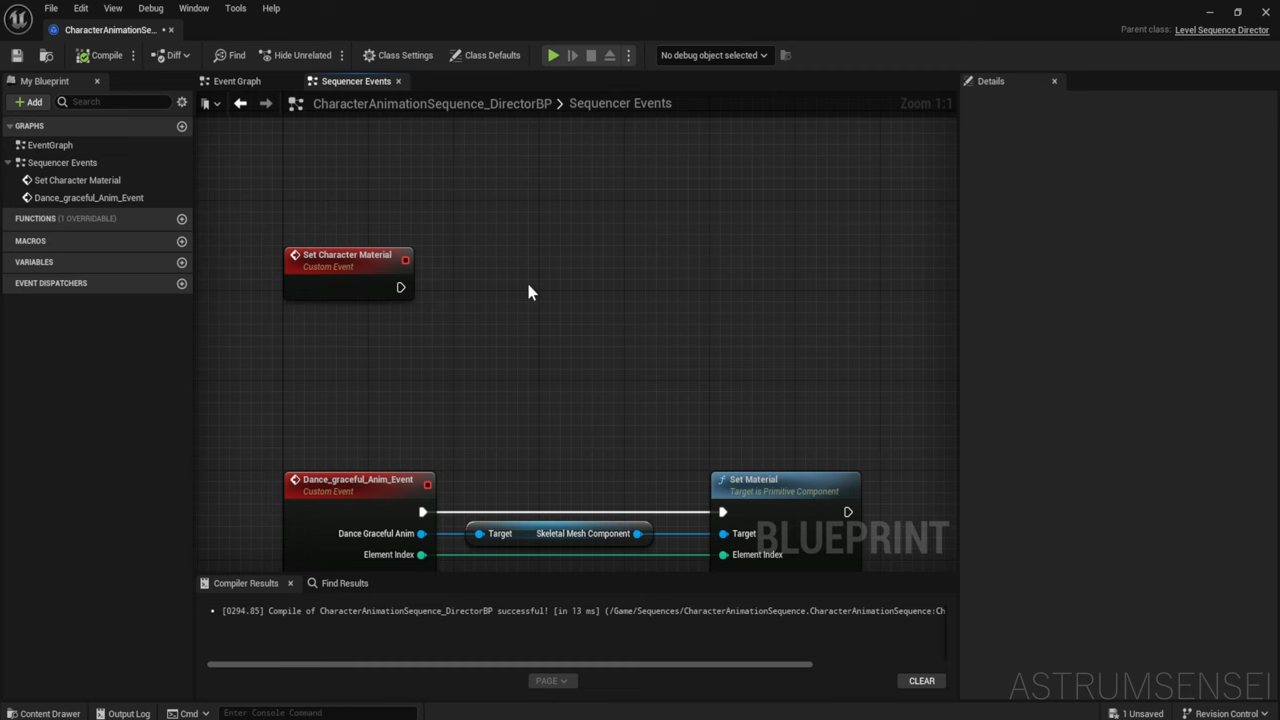 File Edit View Debug Window Tools Help
CharacterAnimationSe...
Parent class: Level Sequence Director
Compile Diff Find Hide Unrelated Class Settings Class Defaults No debug object selected
My Blueprint Event Graph Sequencer Events Details
Add Search CharacterAnimationSequence_DirectorBP > Sequencer Events Zoom 1:1
GRAPHS
EventGraph
Sequencer Events
Set Character Material
Dance_graceful_Anim_Event
FUNCTIONS (1 OVERRIDABLE)
MACROS
VARIABLES
EVENT DISPATCHERS
Set Character Material
Custom Event
Dance_graceful_Anim_Event
Custom Event
Dance Graceful Anim
Element Index
Target Skeletal Mesh Component
Set Material
Target is Primitive Component
Target
Element Index
BLUEPRINT
Compiler Results Find Results
[0294.85] Compile of CharacterAnimationSequence_DirectorBP successful! [in 13 ms] (/Game/Sequences/CharacterAnimationSequence.CharacterAnimationSequence:Ch
PAGE CLEAR
ASTRUMSENSEI
Content Drawer Output Log Cmd Enter Console Command 1 Unsaved Revision Control